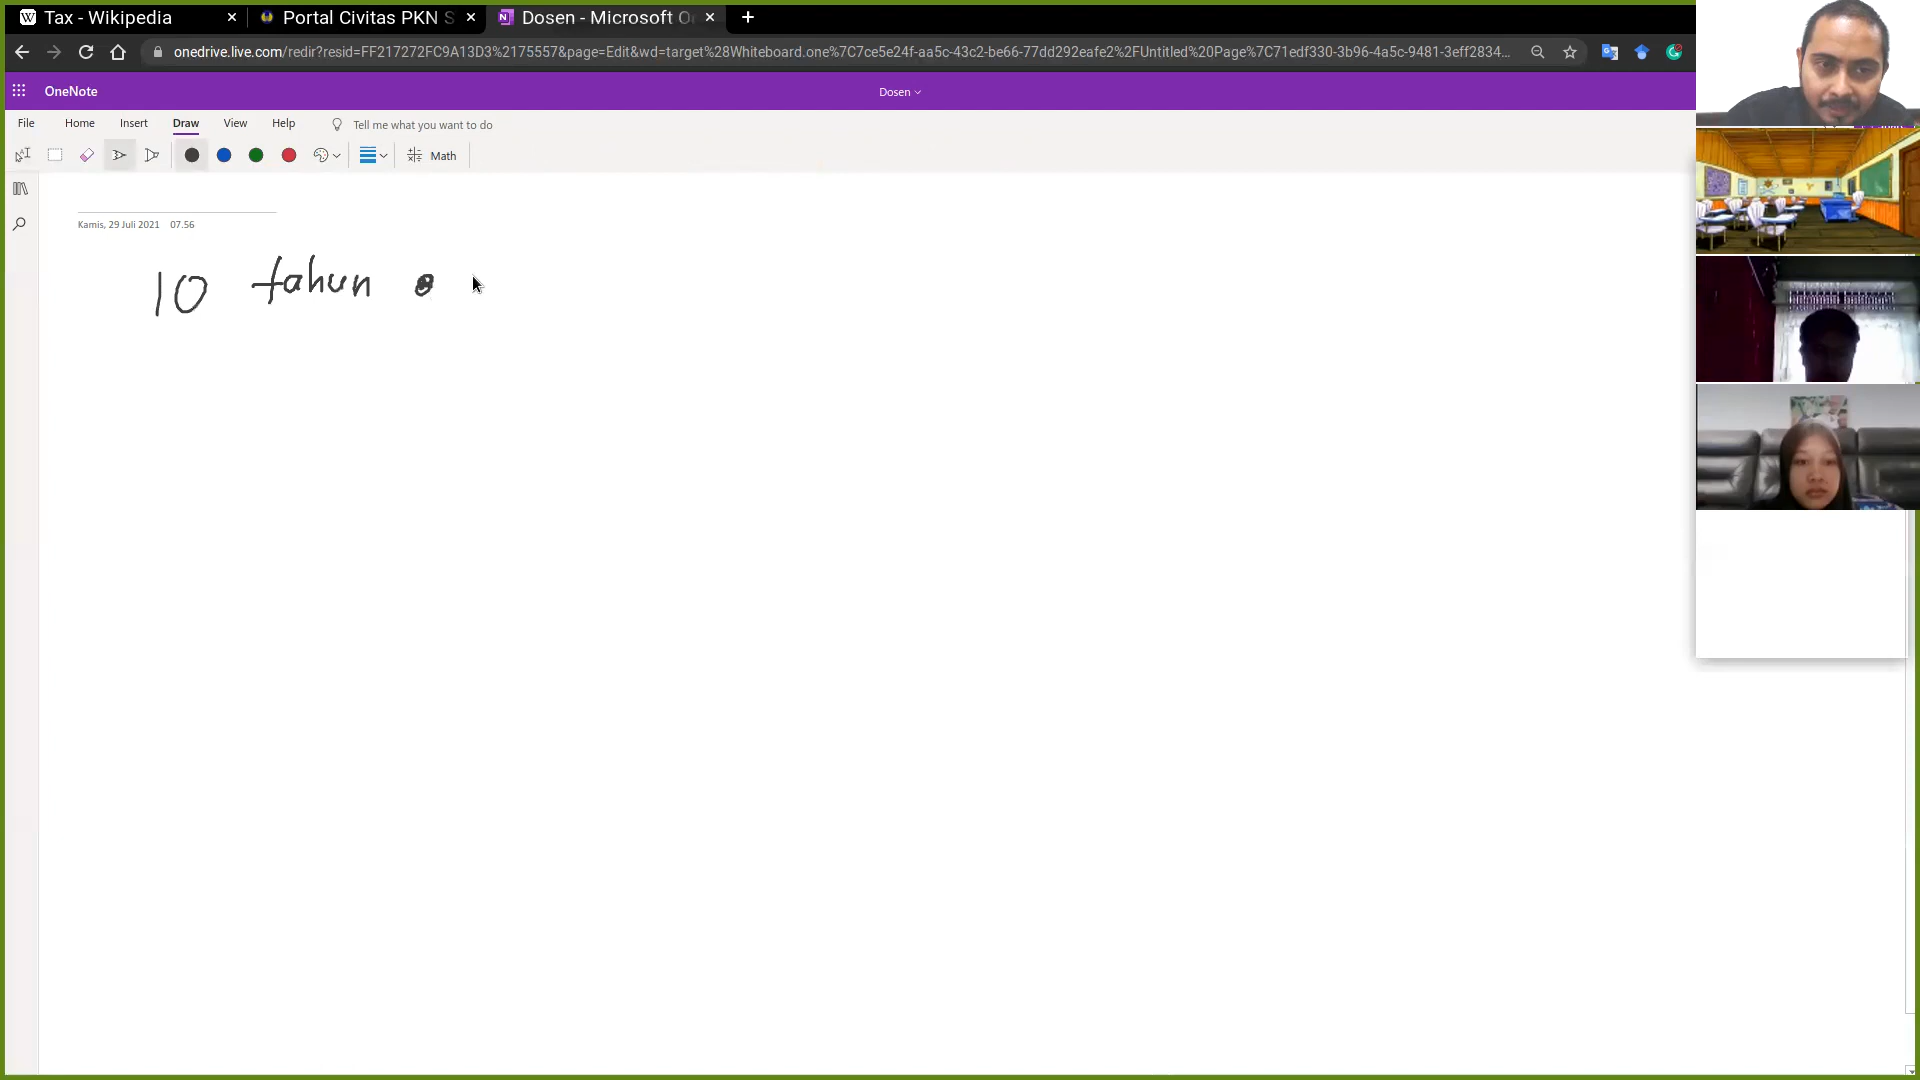 Tax - Wikipedia
Portal Civitas PKN S
Dosen - Microsoft O
onedrive.live.com/redir?resid=FF217272FC9A13D3%2175557&page=Edit&wd=target%28Whiteboard.one%7C7ce5e24f-aa5c-43c2-be66-77dd292eafe2%2FUntitled%20Page%7C71edf330-3b96-4a5c-9481-3eff2834...
OneNote
Dosen
File Home Insert Draw View Help Tell me what you want to do
Math
Kamis, 29 Juli 2021 07.56
10 tahun